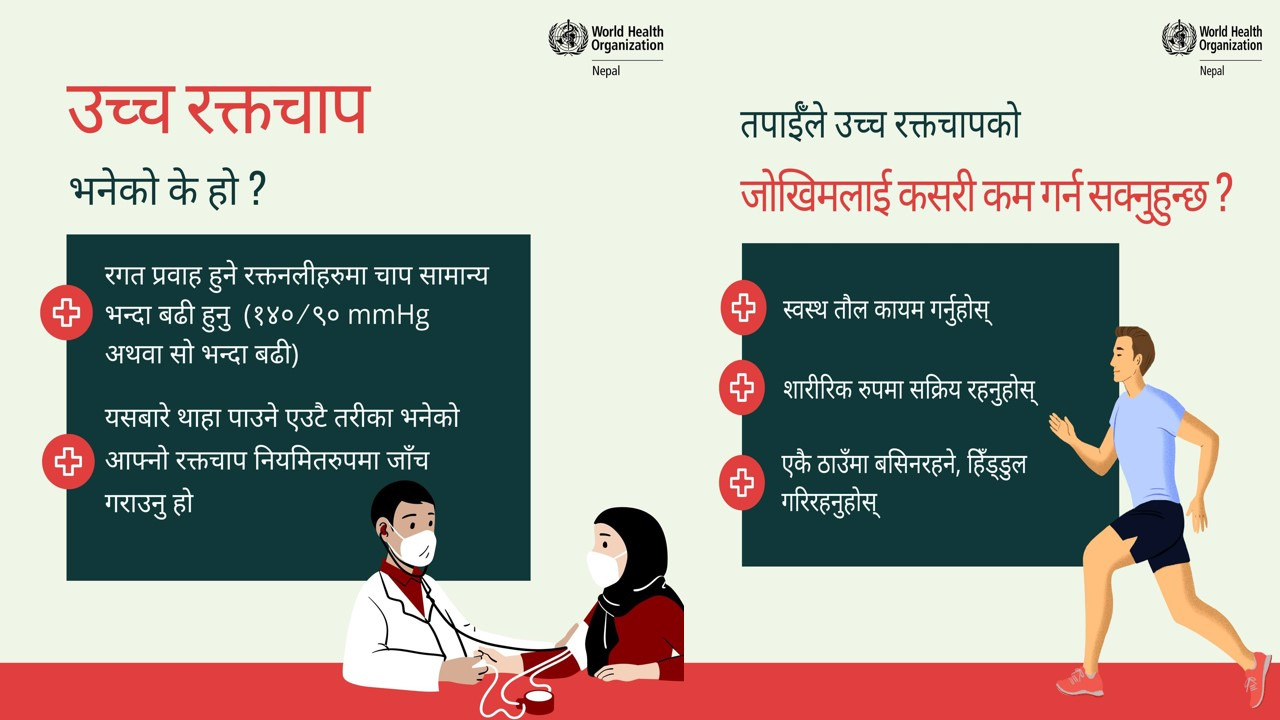 World Health
Organization
Nepal
उच्च रक्तचाप
भनेको के हो ?
रगत प्रवाह हुने रक्तनलीहरुमा चाप सामान्य
भन्दा बढी हुनु (१४०/९० mmHg
अथवा सो भन्दा बढी)
यसबारे थाहा पाउने एउटै तरीका भनेको
आफ्नो रक्तचाप नियमितरुपमा जाँच
गराउनु हो
World Health
Organization
Nepal
तपाईँले उच्च रक्तचापको
जोखिमलाई कसरी कम गर्न सक्नुहुन्छ ?
स्वस्थ तौल कायम गर्नुहोस्
शारीरिक रुपमा सक्रिय रहनुहोस्
एकै ठाउँमा बसिनरहने, हिँड्डुल
गरिरहनुहोस्